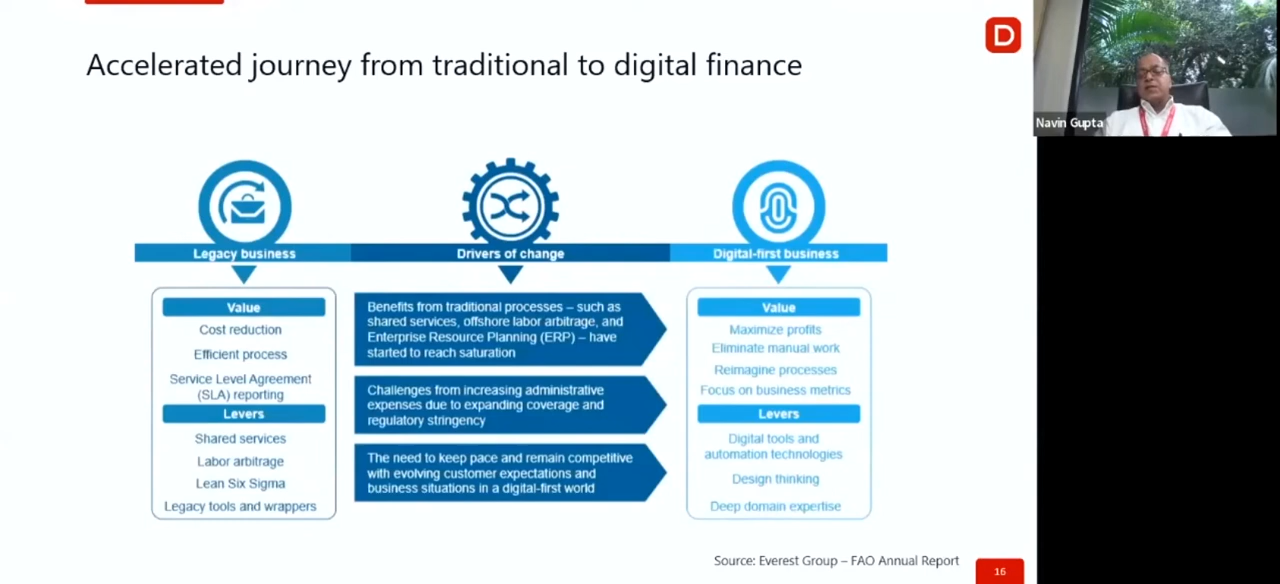 D
Accelerated journey from traditional to digital finance
Navin Gupta
Legacy business
Drivers of change
Digital-first business
Value
Cost reduction
Efficient process
Service Level Agreement
(SLA) reporting
Levers
Shared services
Labor arbitrage
Lean Six Sigma
Legacy tools and wrappers
Benefits from traditional processes – such as
shared services, offshore labor arbitrage, and
Enterprise Resource Planning (ERP) – have
started to reach saturation
Challenges from increasing administrative
expenses due to expanding coverage and
regulatory stringency
The need to keep pace and remain competitive
with evolving customer expectations and
business situations in a digital-first world
Value
Maximize profits
Eliminate manual work
Reimagine processes
Focus on business metrics
Levers
Digital tools and
automation technologies
Design thinking
Deep domain expertise
Source: Everest Group – FAO Annual Report
16